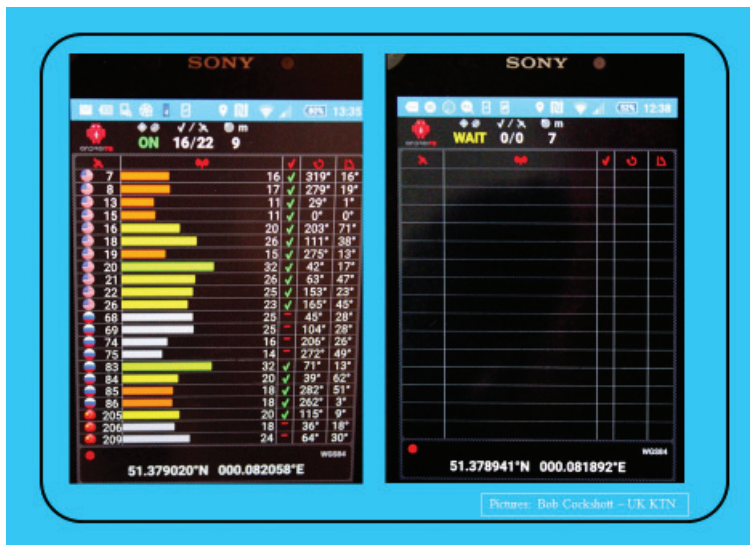 SONY
82% 13:35
ANDROITS
ON 16/22 9
m
7 16 319° 16°
8 17 279° 19°
13 11 29° 1°
15 11 0° 0°
16 20 203° 71°
18 26 111° 38°
19 15 275° 13°
20 32 42° 17°
21 26 63° 47°
22 25 153° 23°
26 23 165° 45°
68 25 45° 28°
69 25 104° 28°
74 16 206° 26°
75 14 272° 49°
83 32 71° 13°
84 20 39° 62°
85 18 282° 51°
86 18 262° 3°
205 20 115° 9°
206 18 36° 18°
209 24 64° 30°
WGS84
51.379020°N 000.082058°E
SONY
12:38
m
WAIT 0/0 7
WGS84
51.378941°N 000.081892°E
Pictures: Bob Cockshott – UK KTN